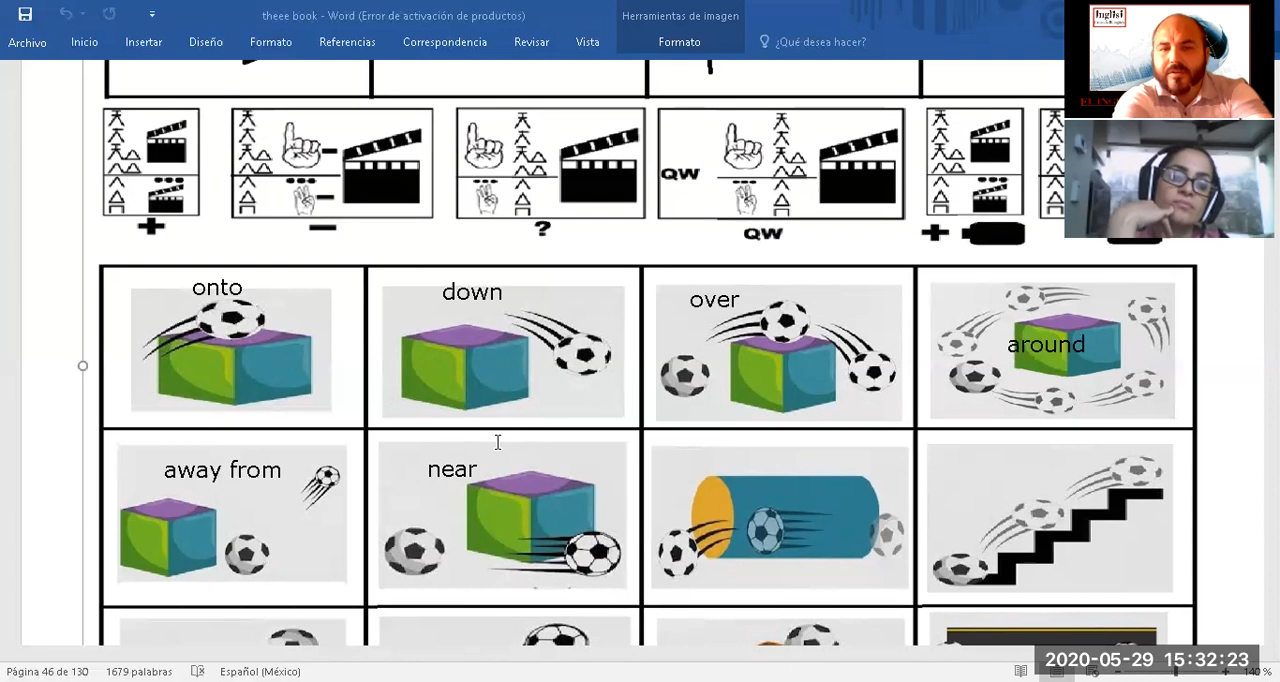 theee book - Word (Error de activación de productos)
Herramientas de imagen
Archivo Inicio Insertar Diseño Formato Referencias Correspondencia Revisar Vista Formato ¿Qué desea hacer?
Inglisi
QW
+ − ? QW +
onto down over around
away from near
Página 46 de 130 1679 palabras Español (México) 140 %
2020-05-29 15:32:23